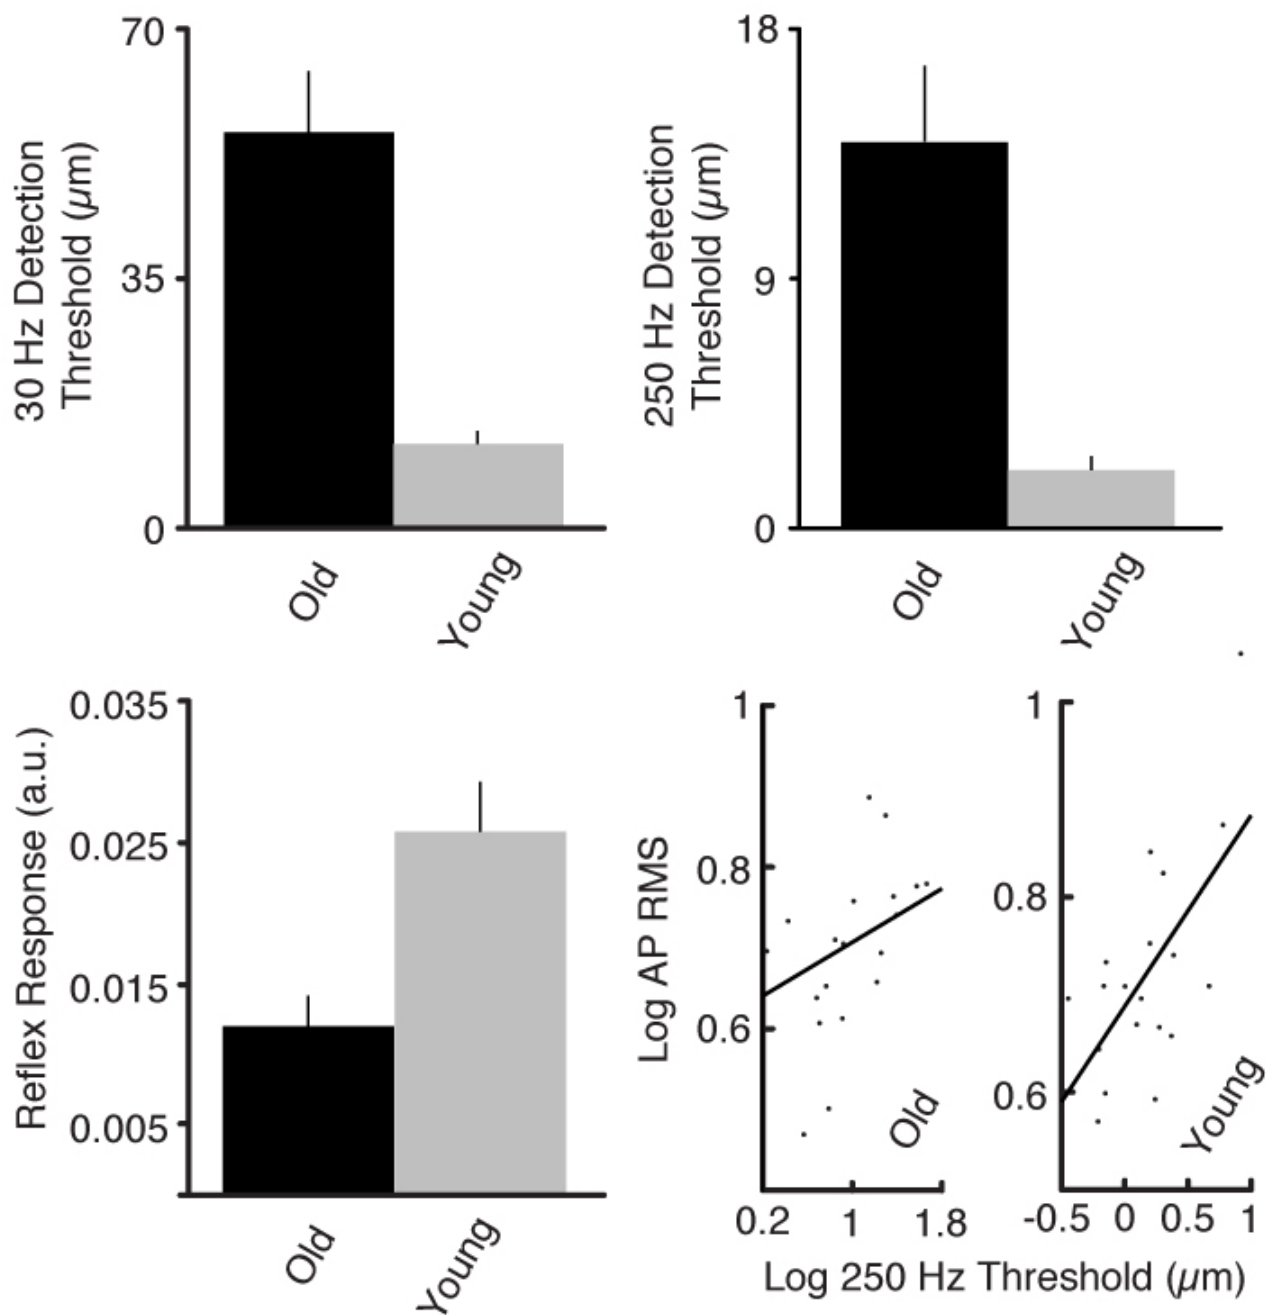 70
35
0
30 Hz Detection
Threshold (µm)
Old
Young
18
9
0
250 Hz Detection
Threshold (µm)
Old
Young
0.035
0.025
0.015
0.005
Reflex Response (a.u.)
Old
Young
1
0.8
0.6
Log AP RMS
Old
0.2 1 1.8
1
0.8
0.6
Young
-0.5 0 0.5 1
Log 250 Hz Threshold (µm)